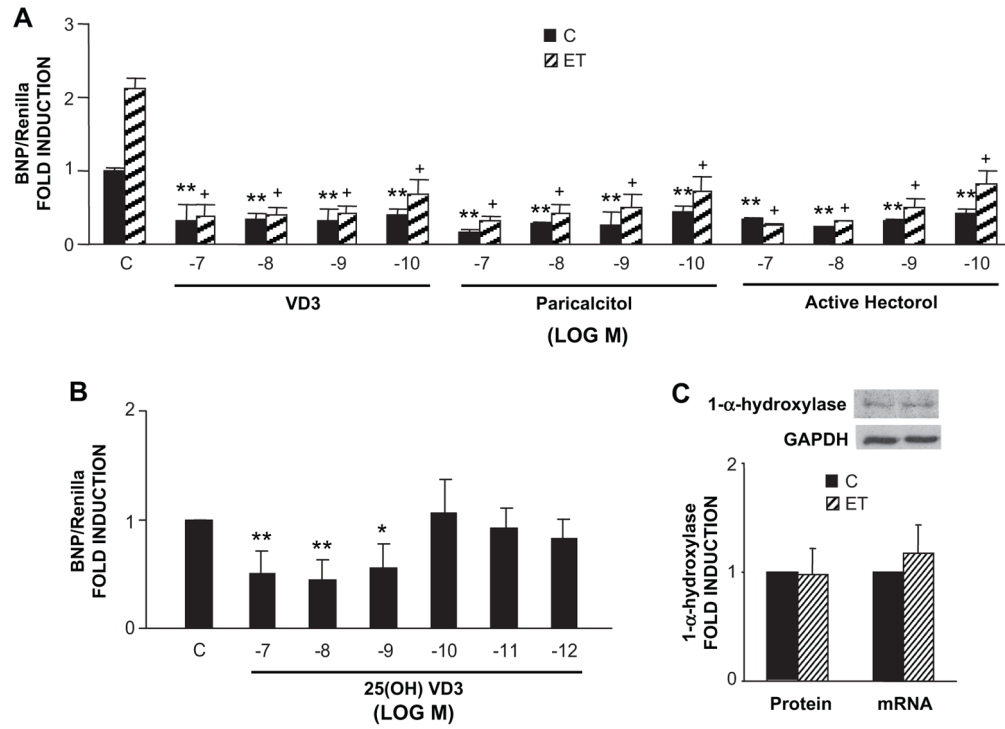 A
3
2
1
0
BNP/Renilla
FOLD INDUCTION
C
ET
** + ** + ** + ** + ** + ** + ** + ** + ** + ** + ** + ** +
C -7 -8 -9 -10 -7 -8 -9 -10 -7 -8 -9 -10
VD3 Paricalcitol Active Hectorol
(LOG M)
B
2
1
0
BNP/Renilla
FOLD INDUCTION
** ** *
C -7 -8 -9 -10 -11 -12
25(OH) VD3
(LOG M)
C
1-α-hydroxylase
GAPDH
2
1
0
1-α-hydroxylase
FOLD INDUCTION
C
ET
Protein mRNA